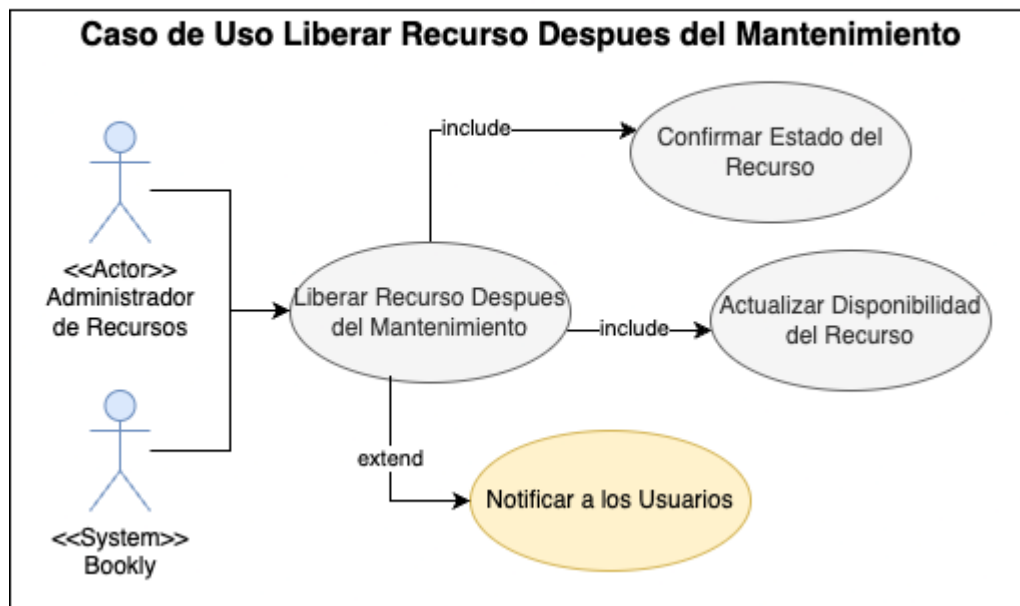 Caso de Uso Liberar Recurso Despues del Mantenimiento
include
Confirmar Estado del
Recurso
<<Actor>>
Administrador
de Recursos
Liberar Recurso Despues
del Mantenimiento
include
Actualizar Disponibilidad
del Recurso
extend
Notificar a los Usuarios
<<System>>
Bookly